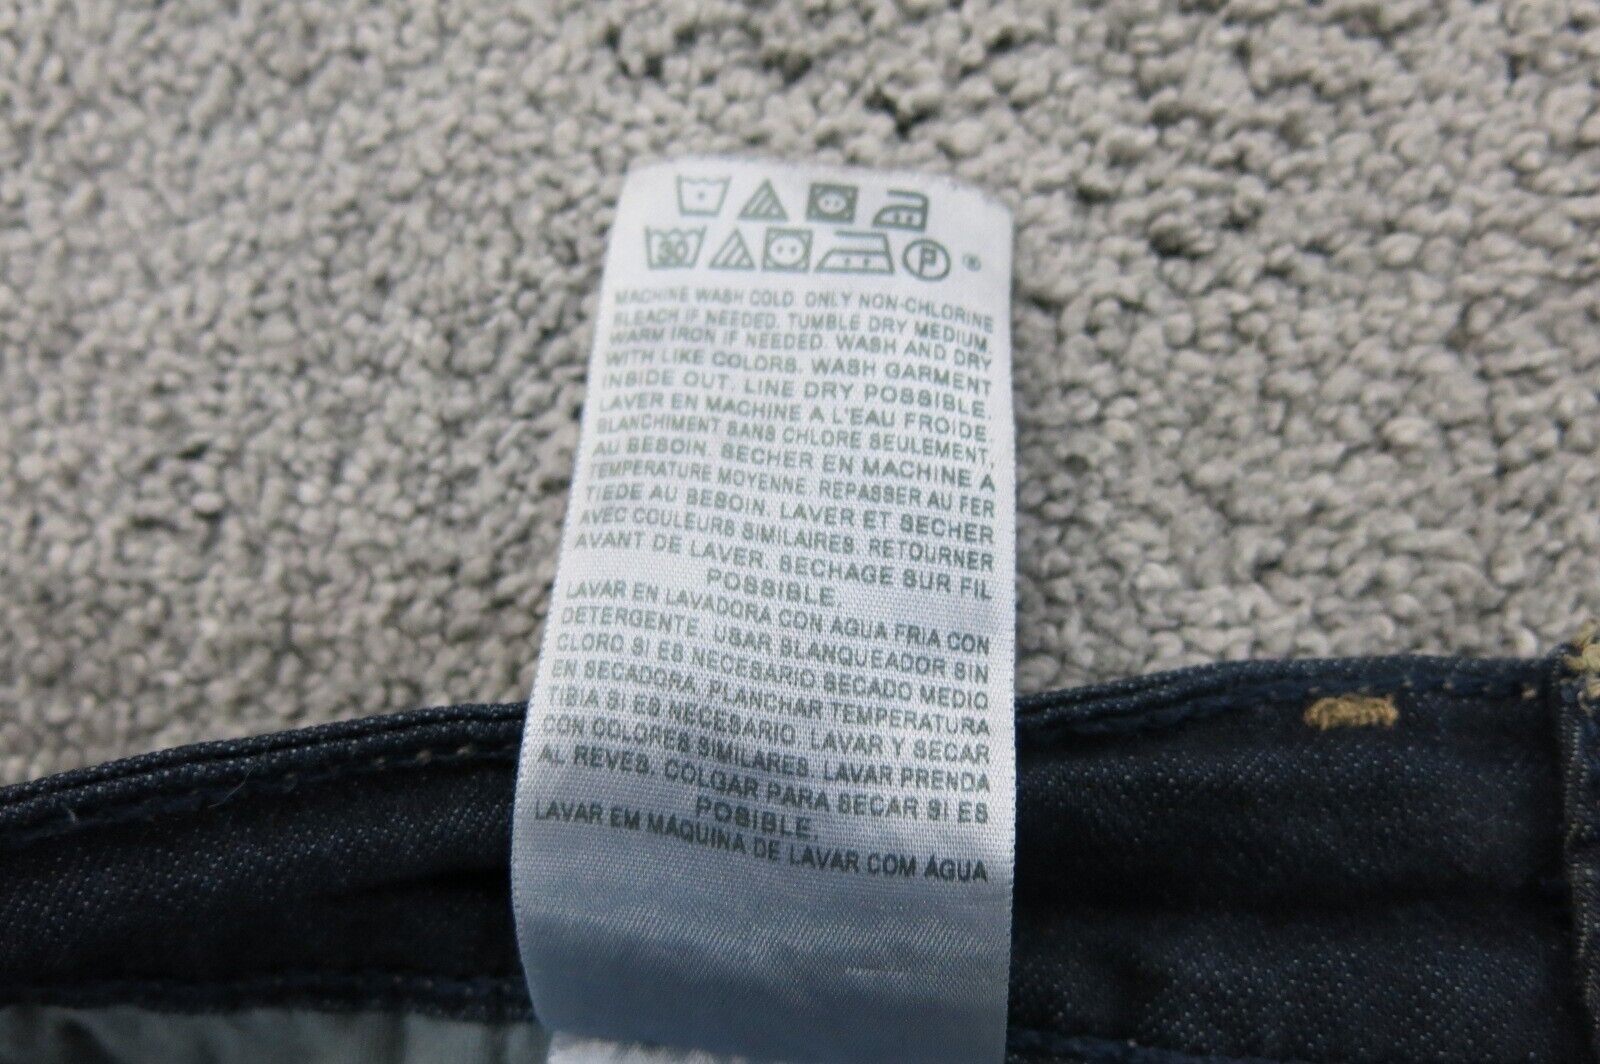 30 P ®
MACHINE WASH COLD. ONLY NON-CHLORINE
BLEACH IF NEEDED. TUMBLE DRY MEDIUM.
WARM IRON IF NEEDED. WASH AND DRY
WITH LIKE COLORS. WASH GARMENT
INSIDE OUT. LINE DRY POSSIBLE.
LAVER EN MACHINE A L'EAU FROIDE.
BLANCHIMENT SANS CHLORE SEULEMENT,
AU BESOIN. SECHER EN MACHINE A
TEMPERATURE MOYENNE. REPASSER AU FER
TIEDE AU BESOIN. LAVER ET SECHER
AVEC COULEURS SIMILAIRES. RETOURNER
AVANT DE LAVER. SECHAGE SUR FIL
POSSIBLE.
LAVAR EN LAVADORA CON AGUA FRIA CON
DETERGENTE. USAR BLANQUEADOR SIN
CLORO SI ES NECESARIO SECADO MEDIO
EN SECADORA. PLANCHAR TEMPERATURA
TIBIA SI ES NECESARIO. LAVAR Y SECAR
CON COLORES SIMILARES. LAVAR PRENDA
AL REVES. COLGAR PARA SECAR SI ES
POSIBLE.
LAVAR EM MÁQUINA DE LAVAR COM ÁGUA